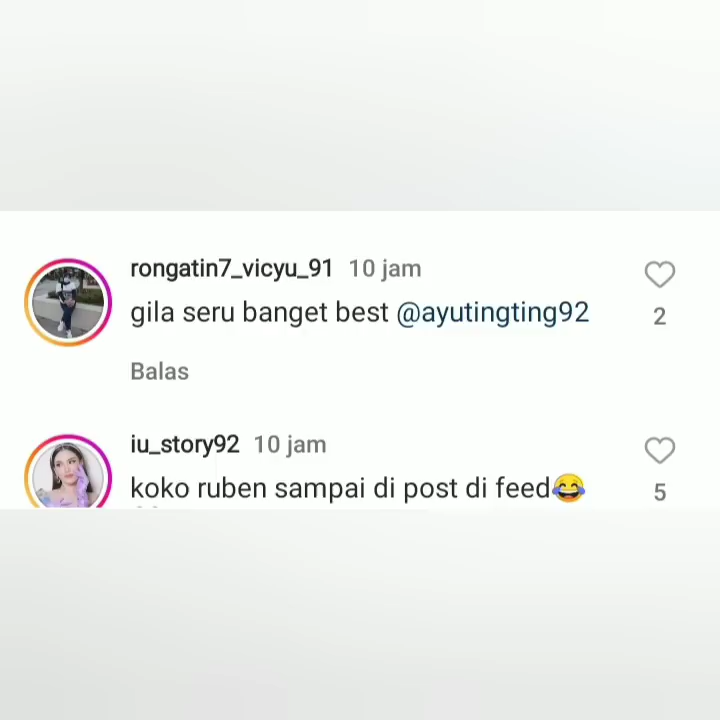 rongatin7_vicyu_91 10 jam
gila seru banget best @ayutingting92
2
Balas
iu_story92 10 jam
koko ruben sampai di post di feed😂
5